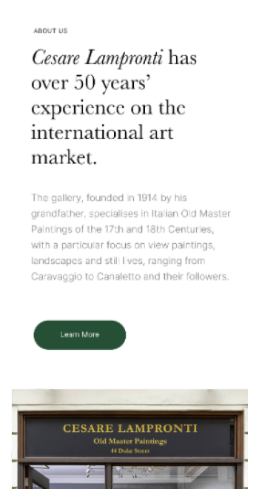 ABOUT US
Cesare Lampronti has
over 50 years'
experience on the
international art
market.
The gallery, founded in 1914 by his
grandfather, specialises in Italian Old Master
Paintings of the 17th and 18th Centuries,
with a particular focus on view paintings,
landscapes and still lives, ranging from
Caravaggio to Canaletto and their followers.
Learn More
CESARE LAMPRONTI
Old Master Paintings
44 Duke Street